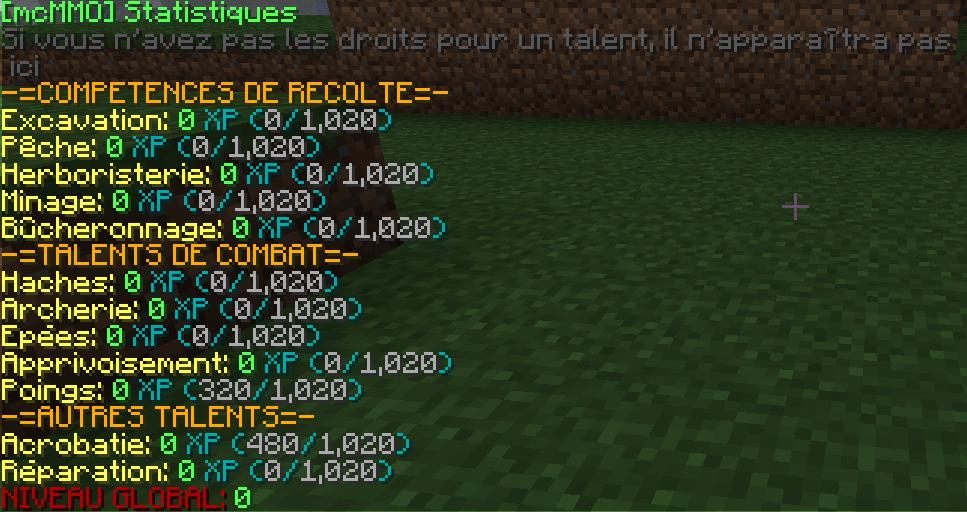 [mcMMO] Statistiques
Si vous n'avez pas les droits pour un talent, il n'apparaîtra pas
ici
-=COMPETENCES DE RECOLTE=-
Excavation: 0 XP (0/1,020)
Pêche: 0 XP (0/1,020)
Herboristerie: 0 XP (0/1,020)
Minage: 0 XP (0/1,020)
Bûcheronnage: 0 XP (0/1,020)
-=TALENTS DE COMBAT=-
Haches: 0 XP (0/1,020)
Archerie: 0 XP (0/1,020)
Epées: 0 XP (0/1,020)
Apprivoisement: 0 XP (0/1,020)
Poings: 0 XP (320/1,020)
-=AUTRES TALENTS=-
Acrobatie: 0 XP (480/1,020)
Réparation: 0 XP (0/1,020)
NIVEAU GLOBAL: 0